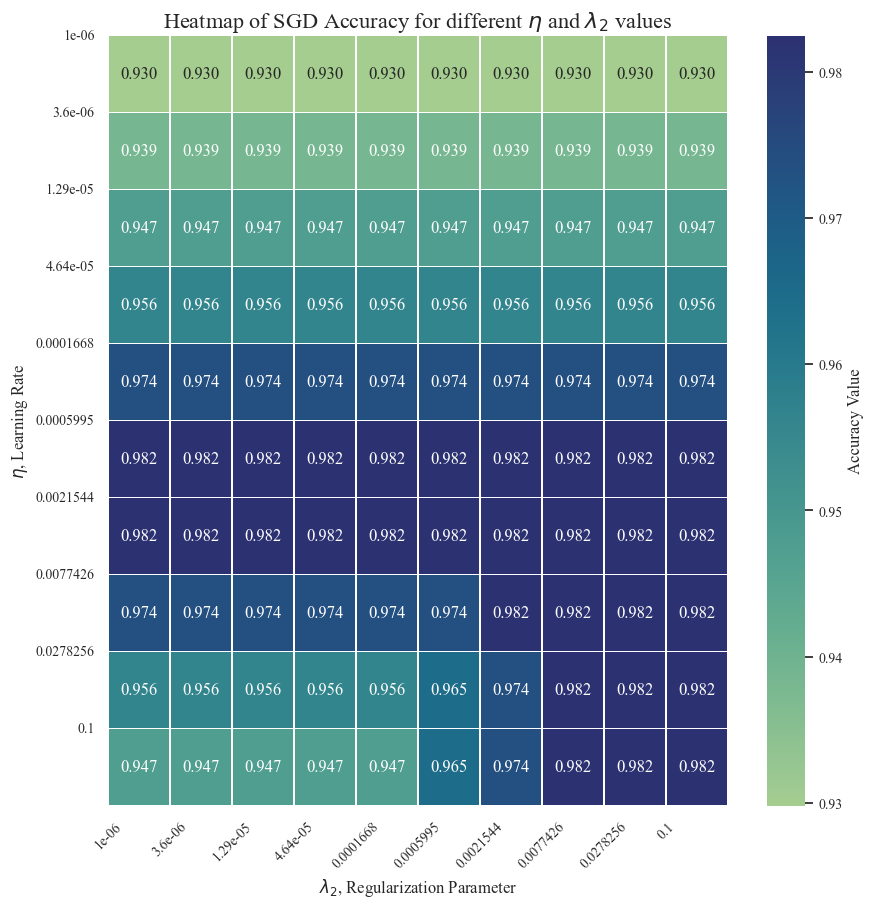 Heatmap of SGD Accuracy for different η and λ₂ values
1e-06
0.930 0.930 0.930 0.930 0.930 0.930 0.930 0.930 0.930 0.930
3.6e-06
0.939 0.939 0.939 0.939 0.939 0.939 0.939 0.939 0.939 0.939
1.29e-05
0.947 0.947 0.947 0.947 0.947 0.947 0.947 0.947 0.947 0.947
4.64e-05
0.956 0.956 0.956 0.956 0.956 0.956 0.956 0.956 0.956 0.956
0.0001668
0.974 0.974 0.974 0.974 0.974 0.974 0.974 0.974 0.974 0.974
0.0005995
0.982 0.982 0.982 0.982 0.982 0.982 0.982 0.982 0.982 0.982
0.0021544
0.982 0.982 0.982 0.982 0.982 0.982 0.982 0.982 0.982 0.982
0.0077426
0.974 0.974 0.974 0.974 0.974 0.974 0.982 0.982 0.982 0.982
0.0278256
0.956 0.956 0.956 0.956 0.956 0.965 0.974 0.982 0.982 0.982
0.1
0.947 0.947 0.947 0.947 0.947 0.965 0.974 0.982 0.982 0.982
η, Learning Rate
1e-06 3.6e-06 1.29e-05 4.64e-05 0.0001668 0.0005995 0.0021544 0.0077426 0.0278256 0.1
λ₂, Regularization Parameter
0.98
0.97
0.96
0.95
0.94
0.93
Accuracy Value